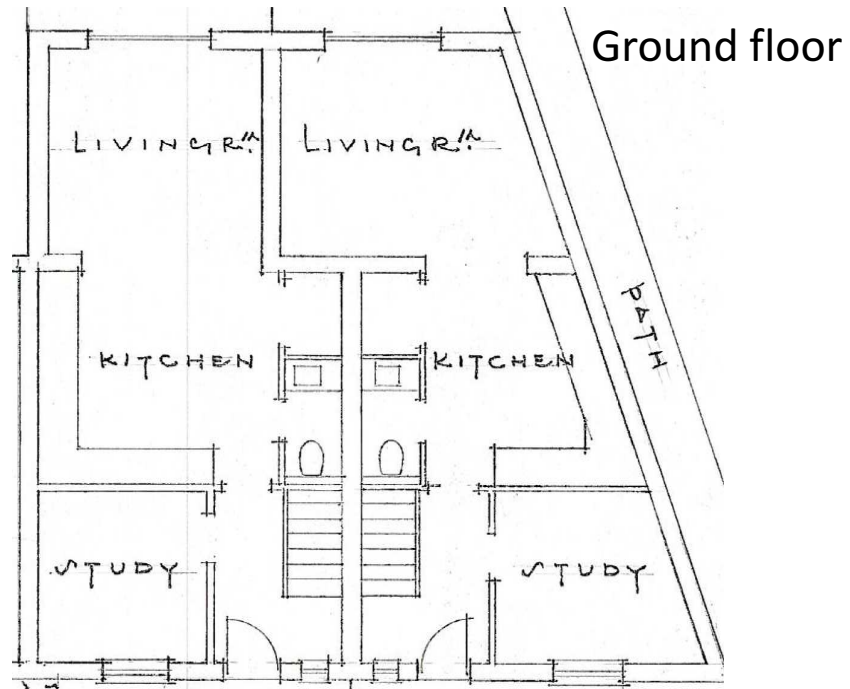 Ground floor
LIVINGRM. LIVINGRM.
KITCHEN KITCHEN
PATH
STUDY STUDY